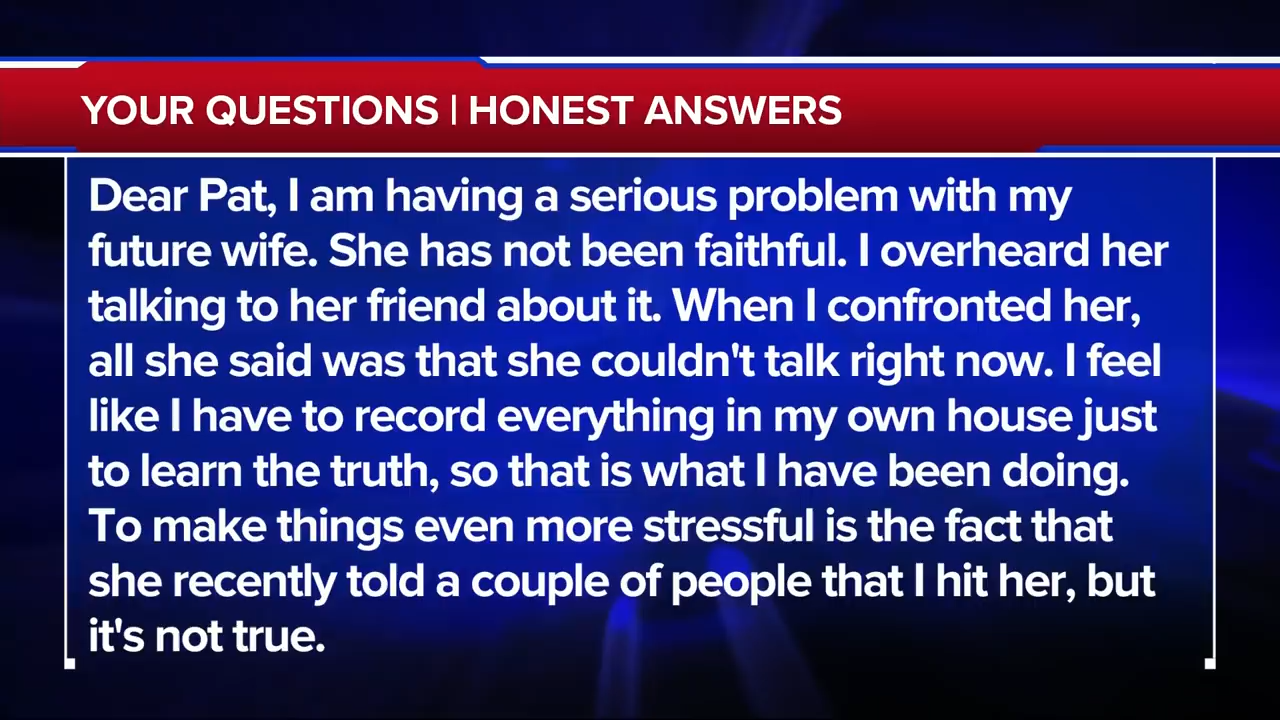 YOUR QUESTIONS | HONEST ANSWERS
Dear Pat, I am having a serious problem with my
future wife. She has not been faithful. I overheard her
talking to her friend about it. When I confronted her,
all she said was that she couldn't talk right now. I feel
like I have to record everything in my own house just
to learn the truth, so that is what I have been doing.
To make things even more stressful is the fact that
she recently told a couple of people that I hit her, but
it's not true.